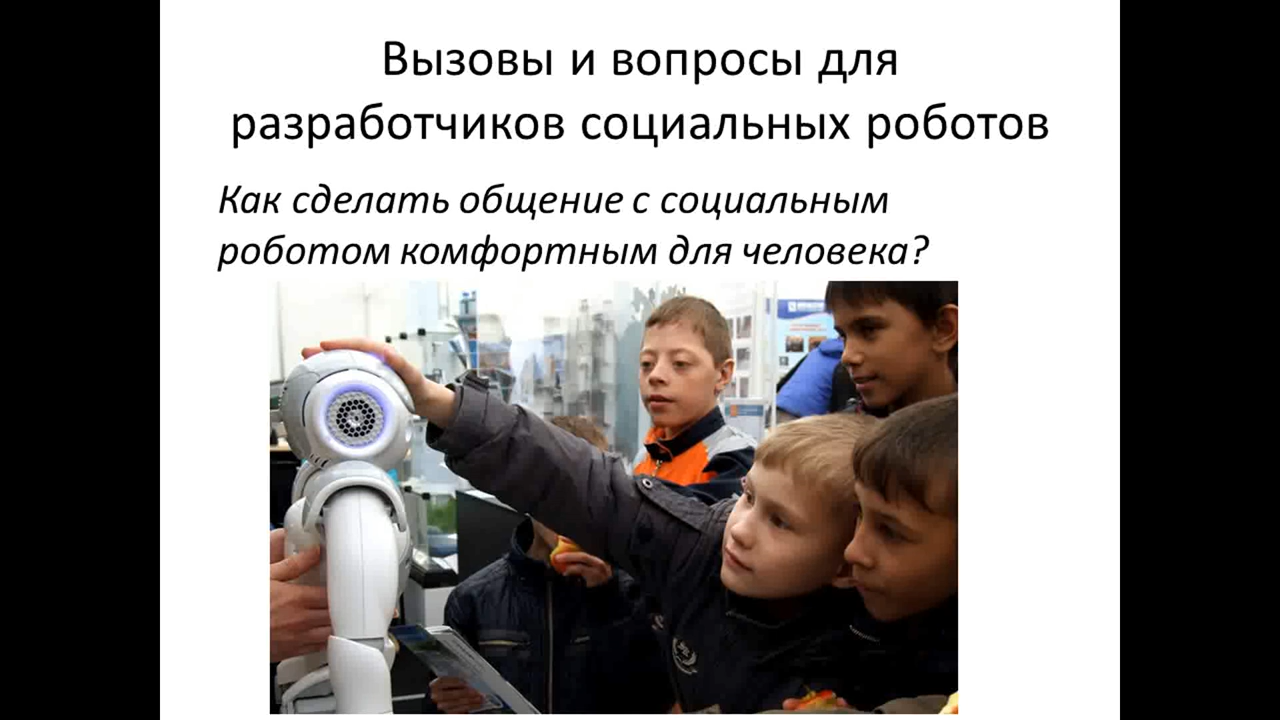 Вызовы и вопросы для
разработчиков социальных роботов
Как сделать общение с социальным
роботом комфортным для человека?